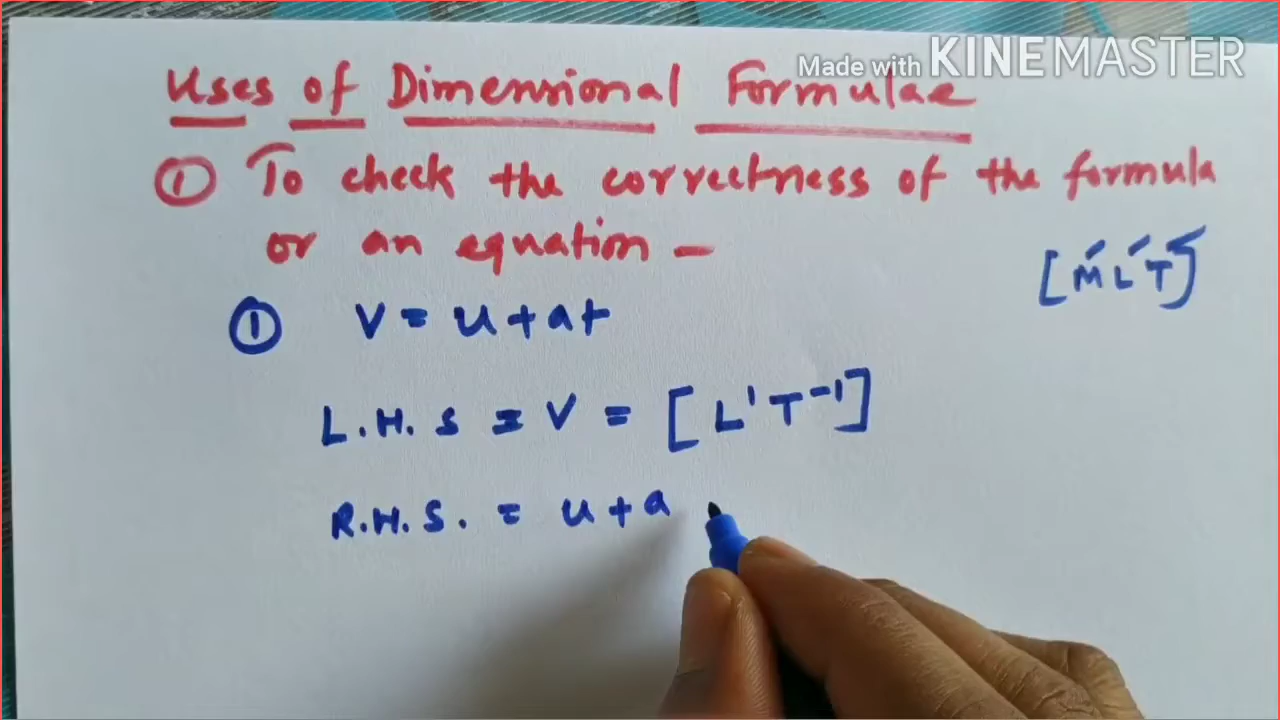 Made with KINEMASTER
Uses of Dimensional Formulae
① To check the correctness of the formula
or an equation –
[M L T]
① V = u + at
L.H.S = V = [L¹ T⁻¹]
R.H.S. = u + a